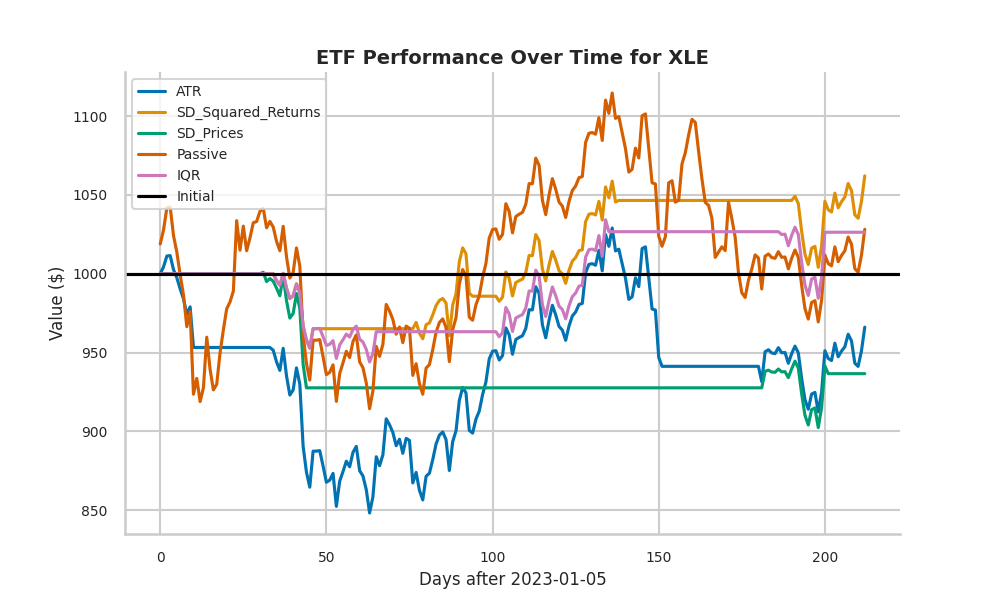 ETF Performance Over Time for XLE
ATR
SD_Squared_Returns
SD_Prices
Passive
IQR
Initial
Value ($)
1100
1050
1000
950
900
850
0
50
100
150
200
Days after 2023-01-05